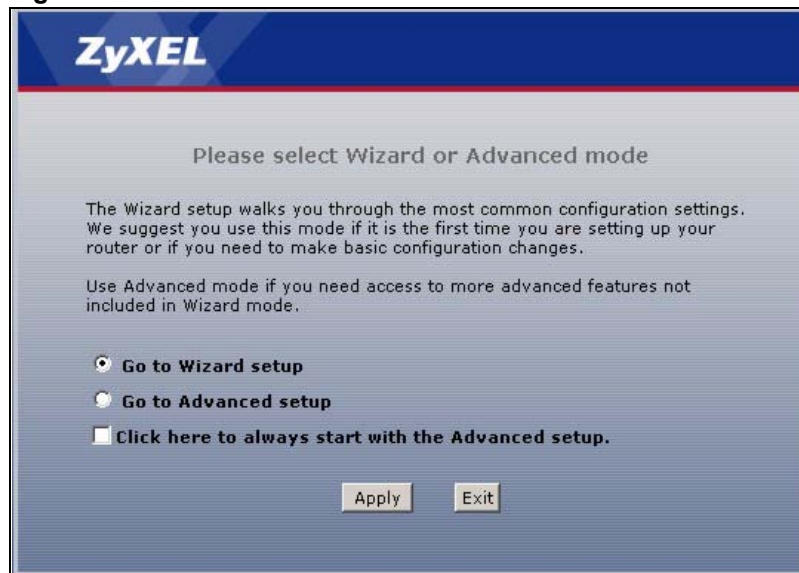 ZyXEL
Please select Wizard or Advanced mode
The Wizard setup walks you through the most common configuration settings.
We suggest you use this mode if it is the first time you are setting up your
router or if you need to make basic configuration changes.
Use Advanced mode if you need access to more advanced features not
included in Wizard mode.
Go to Wizard setup
Go to Advanced setup
Click here to always start with the Advanced setup.
Apply Exit